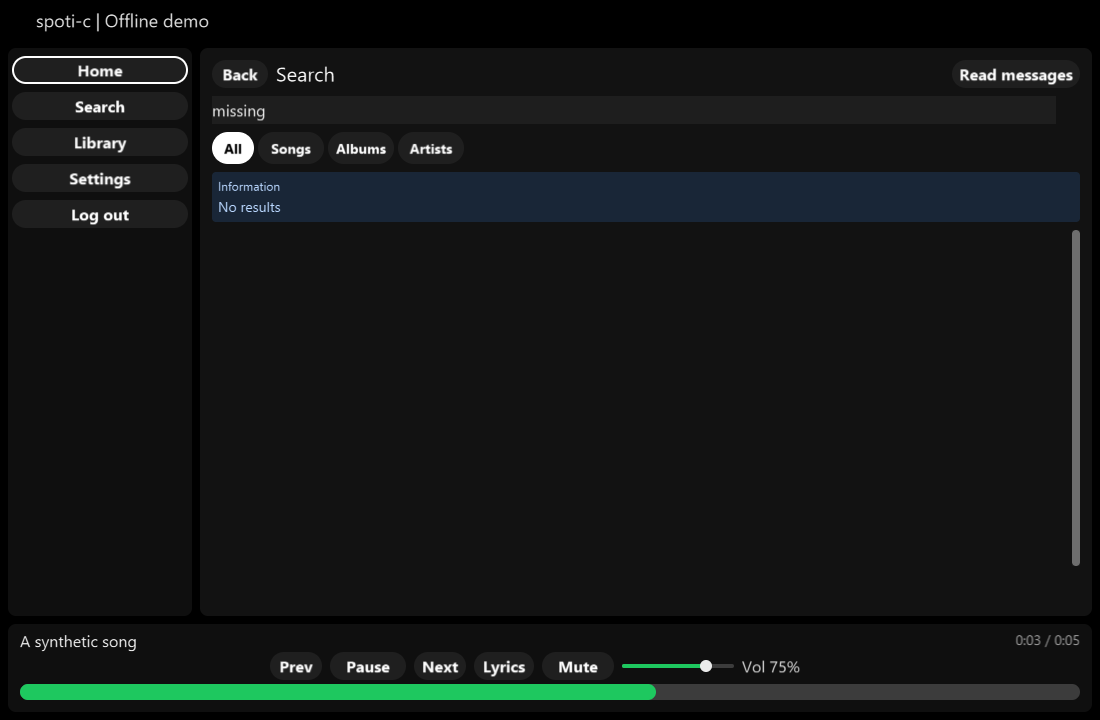 spoti-c | Offline demo
Home
Search
Library
Settings
Log out
Back
Search
Read messages
missing
All
Songs
Albums
Artists
Information
No results
A synthetic song
0:03 / 0:05
Prev
Pause
Next
Lyrics
Mute
Vol 75%